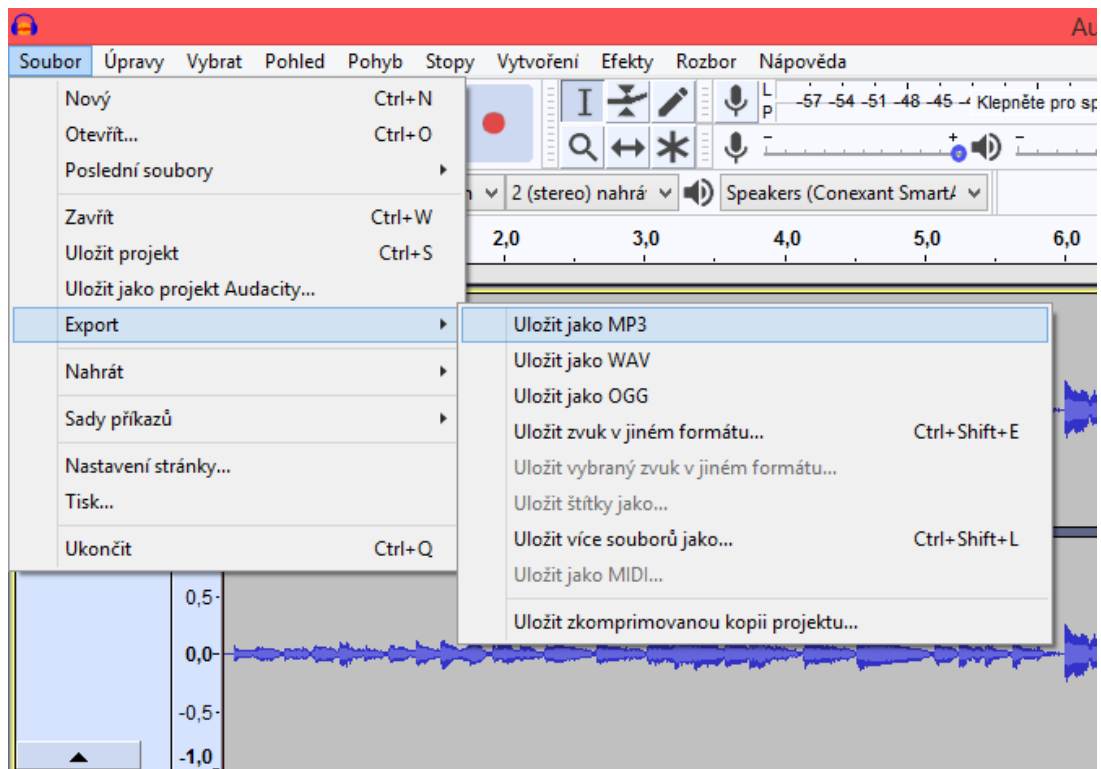 Au
Soubor Úpravy Vybrat Pohled Pohyb Stopy Vytvoření Efekty Rozbor Nápověda
Nový Ctrl+N
Otevřít... Ctrl+O
Poslední soubory
Zavřít Ctrl+W
Uložit projekt Ctrl+S
Uložit jako projekt Audacity...
Export
Nahrát
Sady příkazů
Nastavení stránky...
Tisk...
Ukončit Ctrl+Q
L
P
-57 -54 -51 -48 -45 -4 Klepněte pro sp
- +
-
2 (stereo) nahrá
Speakers (Conexant SmartA
2,0 3,0 4,0 5,0 6,0
Uložit jako MP3
Uložit jako WAV
Uložit jako OGG
Uložit zvuk v jiném formátu... Ctrl+Shift+E
Uložit vybraný zvuk v jiném formátu...
Uložit štítky jako...
Uložit více souborů jako... Ctrl+Shift+L
Uložit jako MIDI...
Uložit zkomprimovanou kopii projektu...
0,5
0,0
-0,5
-1,0